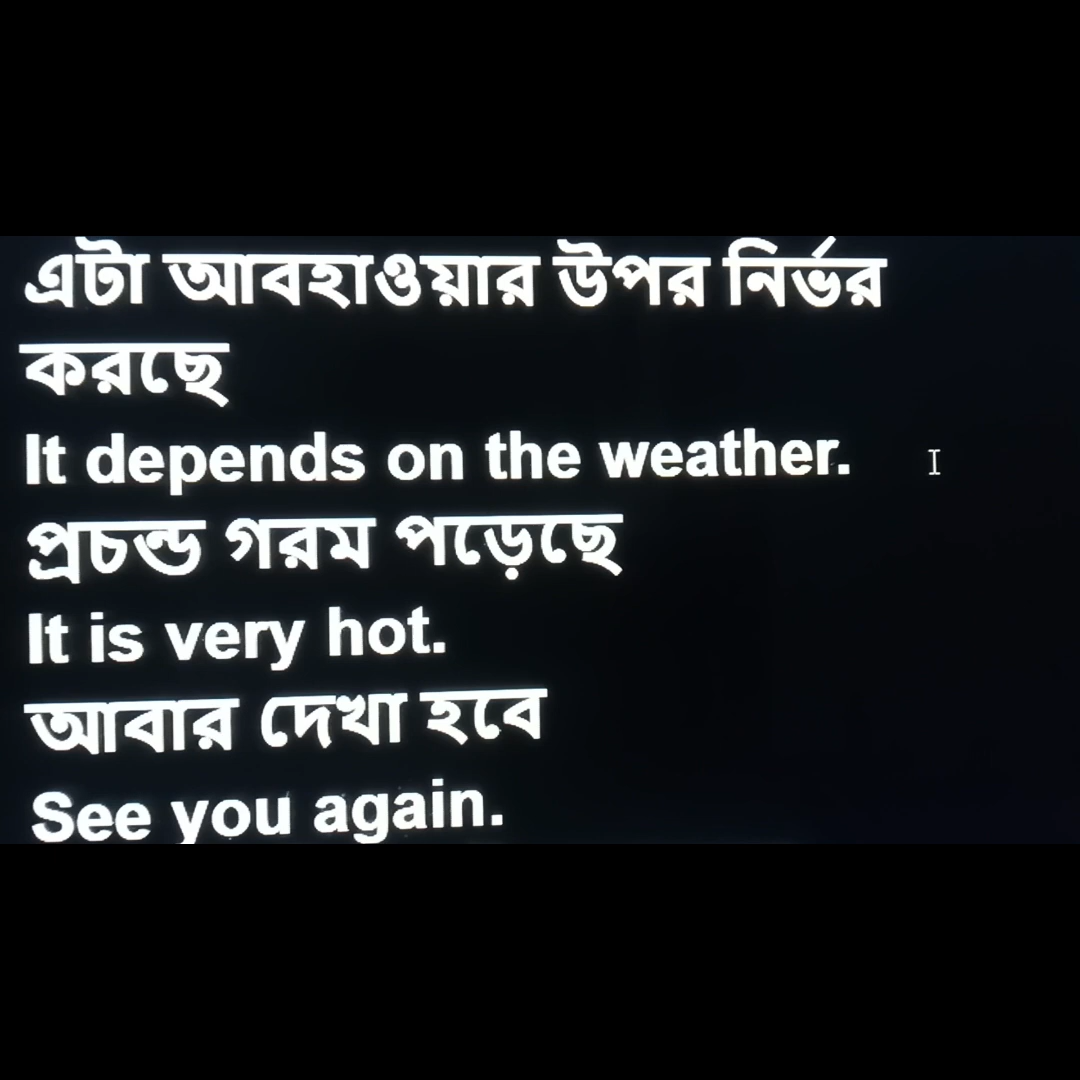 এটা আবহাওয়ার উপর নির্ভর
করছে
It depends on the weather.
প্রচন্ড গরম পড়েছে
It is very hot.
আবার দেখা হবে
See you again.